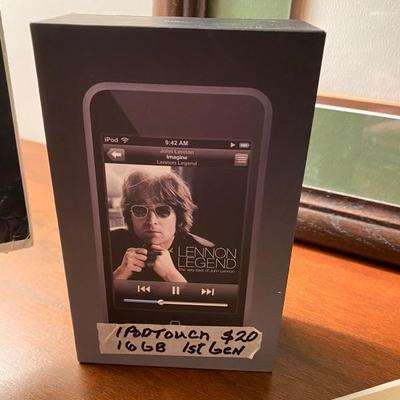 iPod
9:42 AM
John Lennon
Imagine
Lennon Legend
LENNON
LEGEND
The very best of John Lennon
IPODTOUCH $20
16GB 1st GEN